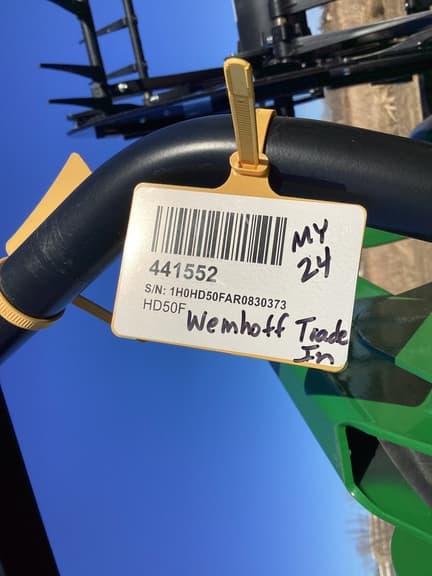 441552
S/N: 1H0HD50FAR0830373
HD50F
MY
24
Wemhoff Trade
In